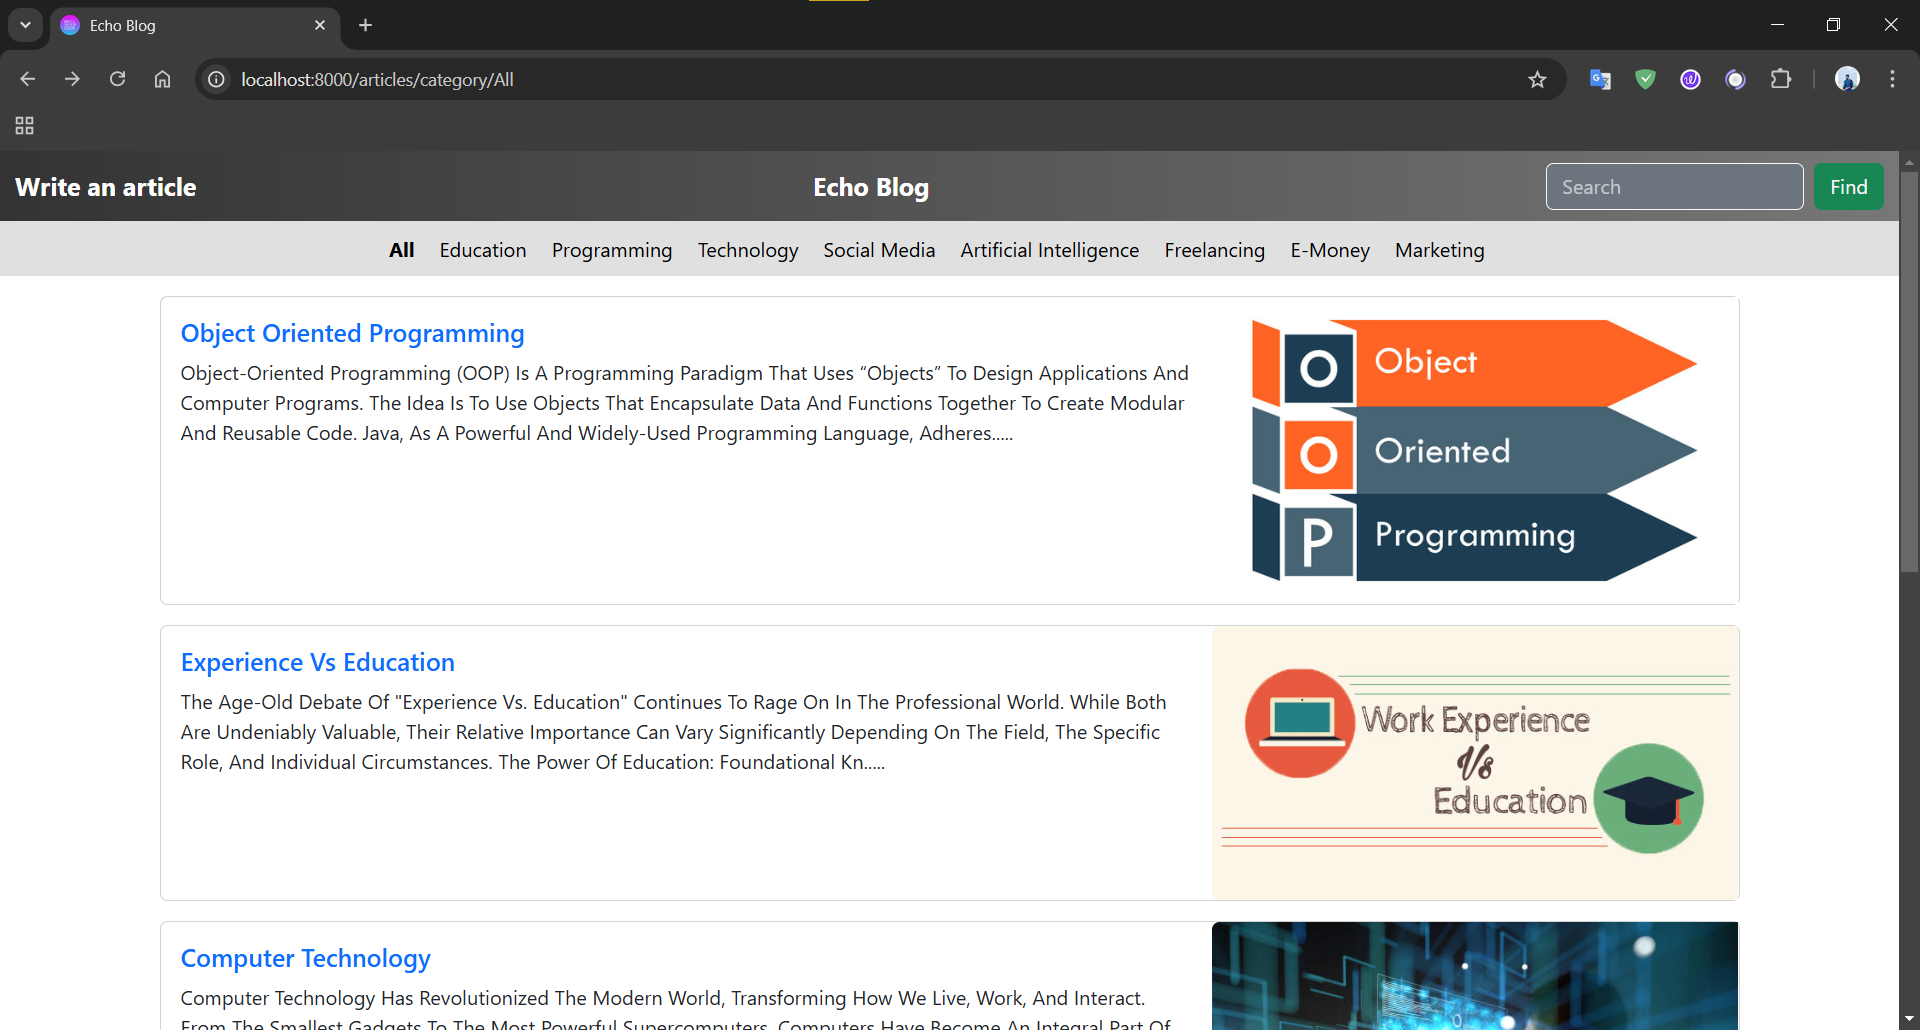 Echo Blog
localhost:8000/articles/category/All
Write an article
Echo Blog
Search
Find
All Education Programming Technology Social Media Artificial Intelligence Freelancing E-Money Marketing
Object Oriented Programming
Object-Oriented Programming (OOP) Is A Programming Paradigm That Uses “Objects” To Design Applications And
Computer Programs. The Idea Is To Use Objects That Encapsulate Data And Functions Together To Create Modular
And Reusable Code. Java, As A Powerful And Widely-Used Programming Language, Adheres.....
O Object
O Oriented
P Programming
Experience Vs Education
The Age-Old Debate Of "Experience Vs. Education" Continues To Rage On In The Professional World. While Both
Are Undeniably Valuable, Their Relative Importance Can Vary Significantly Depending On The Field, The Specific
Role, And Individual Circumstances. The Power Of Education: Foundational Kn.....
Work Experience
Vs
Education
Computer Technology
Computer Technology Has Revolutionized The Modern World, Transforming How We Live, Work, And Interact.
From The Smallest Gadgets To The Most Powerful Supercomputers, Computers Have Become An Integral Part Of